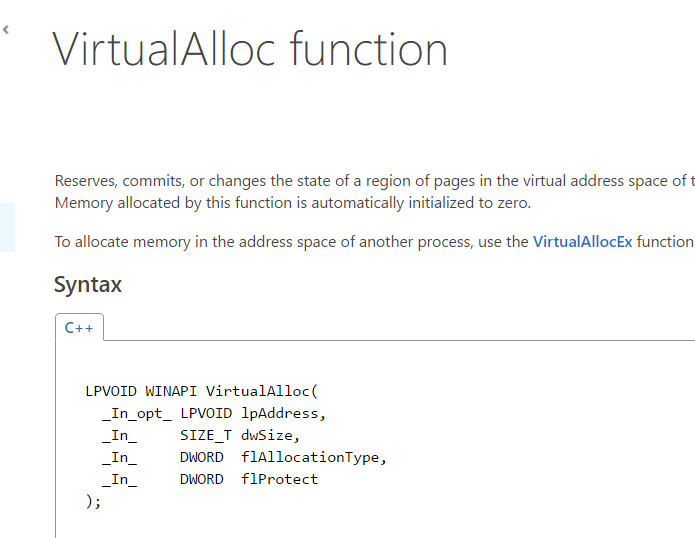 VirtualAlloc function
Reserves, commits, or changes the state of a region of pages in the virtual address space of
Memory allocated by this function is automatically initialized to zero.
To allocate memory in the address space of another process, use the VirtualAllocEx function
Syntax
C++
LPVOID WINAPI VirtualAlloc(
_In_opt_ LPVOID lpAddress,
_In_ SIZE_T dwSize,
_In_ DWORD flAllocationType,
_In_ DWORD flProtect
);